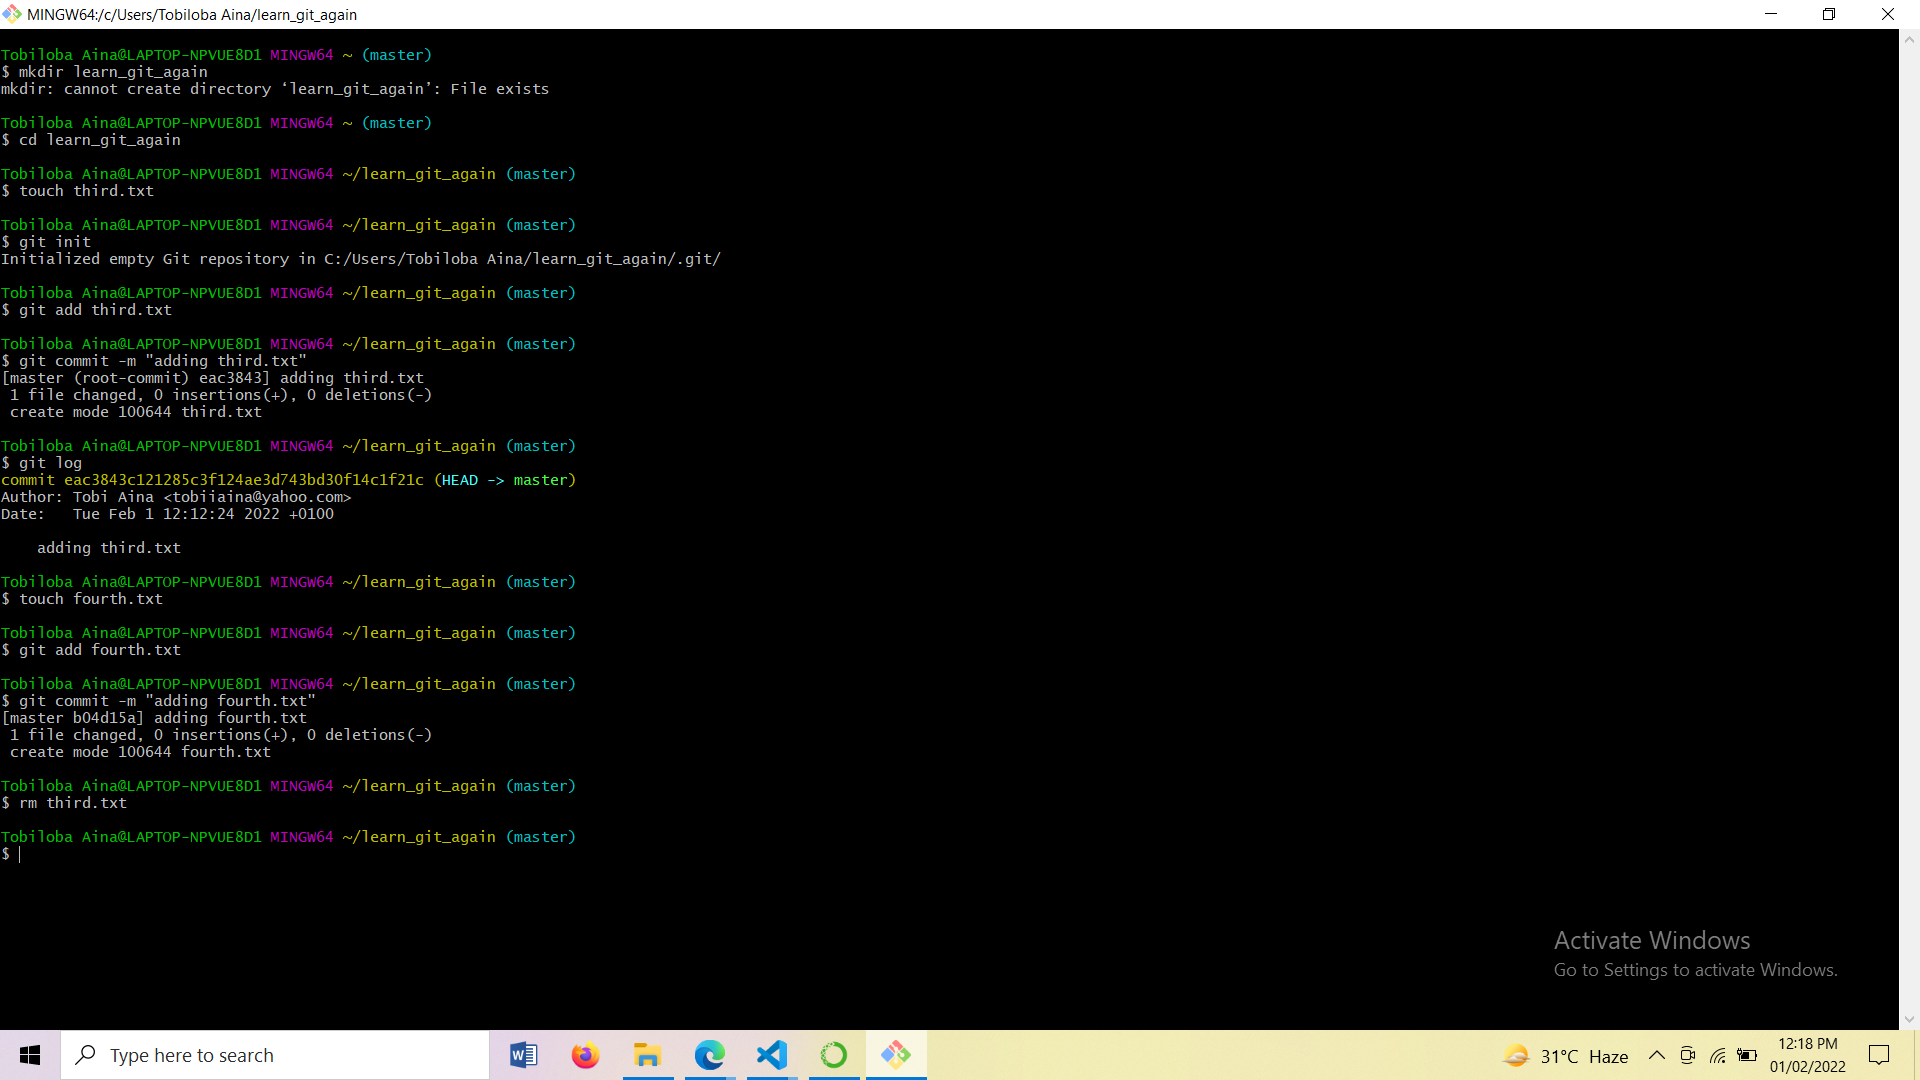 MINGW64:/c/Users/Tobiloba Aina/learn_git_again
Tobiloba Aina@LAPTOP-NPVUE8D1 MINGW64 ~ (master)
$ mkdir learn_git_again
mkdir: cannot create directory ‘learn_git_again’: File exists
Tobiloba Aina@LAPTOP-NPVUE8D1 MINGW64 ~ (master)
$ cd learn_git_again
Tobiloba Aina@LAPTOP-NPVUE8D1 MINGW64 ~/learn_git_again (master)
$ touch third.txt
Tobiloba Aina@LAPTOP-NPVUE8D1 MINGW64 ~/learn_git_again (master)
$ git init
Initialized empty Git repository in C:/Users/Tobiloba Aina/learn_git_again/.git/
Tobiloba Aina@LAPTOP-NPVUE8D1 MINGW64 ~/learn_git_again (master)
$ git add third.txt
Tobiloba Aina@LAPTOP-NPVUE8D1 MINGW64 ~/learn_git_again (master)
$ git commit -m "adding third.txt"
[master (root-commit) eac3843] adding third.txt
 1 file changed, 0 insertions(+), 0 deletions(-)
 create mode 100644 third.txt
Tobiloba Aina@LAPTOP-NPVUE8D1 MINGW64 ~/learn_git_again (master)
$ git log
commit eac3843c121285c3f124ae3d743bd30f14c1f21c (HEAD -> master)
Author: Tobi Aina <tobiiaina@yahoo.com>
Date:   Tue Feb 1 12:12:24 2022 +0100
    adding third.txt
Tobiloba Aina@LAPTOP-NPVUE8D1 MINGW64 ~/learn_git_again (master)
$ touch fourth.txt
Tobiloba Aina@LAPTOP-NPVUE8D1 MINGW64 ~/learn_git_again (master)
$ git add fourth.txt
Tobiloba Aina@LAPTOP-NPVUE8D1 MINGW64 ~/learn_git_again (master)
$ git commit -m "adding fourth.txt"
[master b04d15a] adding fourth.txt
 1 file changed, 0 insertions(+), 0 deletions(-)
 create mode 100644 fourth.txt
Tobiloba Aina@LAPTOP-NPVUE8D1 MINGW64 ~/learn_git_again (master)
$ rm third.txt
Tobiloba Aina@LAPTOP-NPVUE8D1 MINGW64 ~/learn_git_again (master)
$
Activate Windows
Go to Settings to activate Windows.
Type here to search
31°C Haze
12:18 PM
01/02/2022